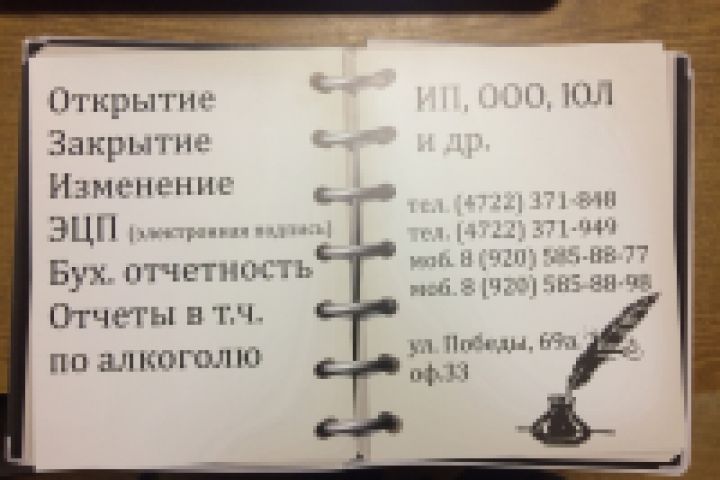 Открытие
Закрытие
Изменение
ЭЦП (электронная подпись)
Бух. отчетность
Отчеты в т.ч.
по алкоголю
ИП, ООО, ЮЛ
и др.
тел. (4722) 371-848
тел. (4722) 371-949
моб. 8 (920) 585-88-77
моб. 8 (920) 585-88-98
ул. Победы, 69а
оф.33